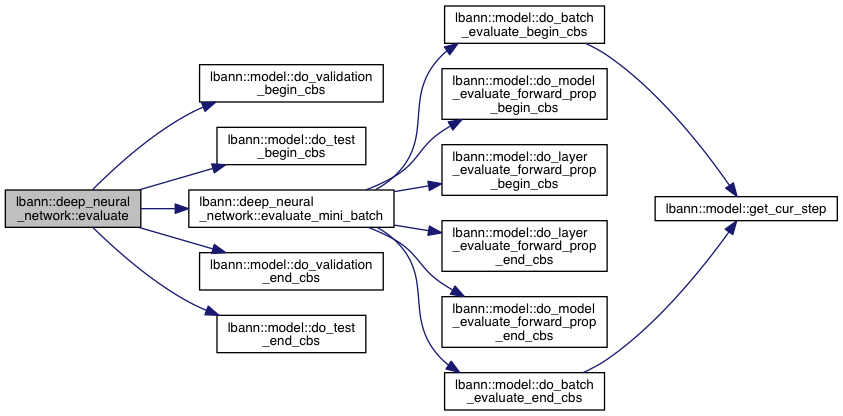 lbann::model::do_batch
_evaluate_begin_cbs
lbann::model::do_validation
_begin_cbs
lbann::model::do_model
_evaluate_forward_prop
_begin_cbs
lbann::model::do_test
_begin_cbs
lbann::model::do_layer
_evaluate_forward_prop
_begin_cbs
lbann::deep_neural
_network::evaluate
lbann::deep_neural
_network::evaluate_mini_batch
lbann::model::get_cur_step
lbann::model::do_layer
_evaluate_forward_prop
_end_cbs
lbann::model::do_validation
_end_cbs
lbann::model::do_model
_evaluate_forward_prop
_end_cbs
lbann::model::do_test
_end_cbs
lbann::model::do_batch
_evaluate_end_cbs